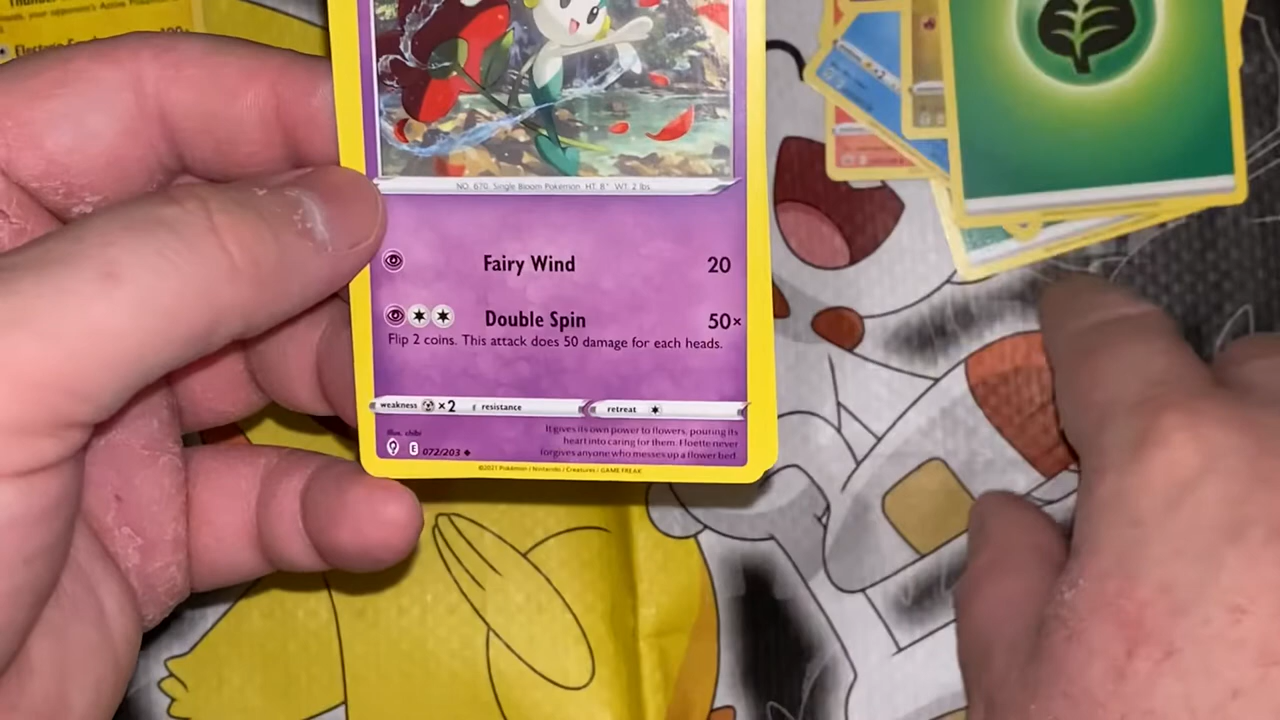 NO. 670 Single Bloom Pokémon HT: 8" WT: 2 lbs
Fairy Wind 20
Double Spin 50×
Flip 2 coins. This attack does 50 damage for each heads.
weakness ×2 resistance retreat
Illus. chibi
E 072/203
It gives its own power to flowers, pouring its
heart into caring for them. Floette never
forgives anyone who messes up a flower bed.
©2021 Pokémon / Nintendo / Creatures / GAME FREAK